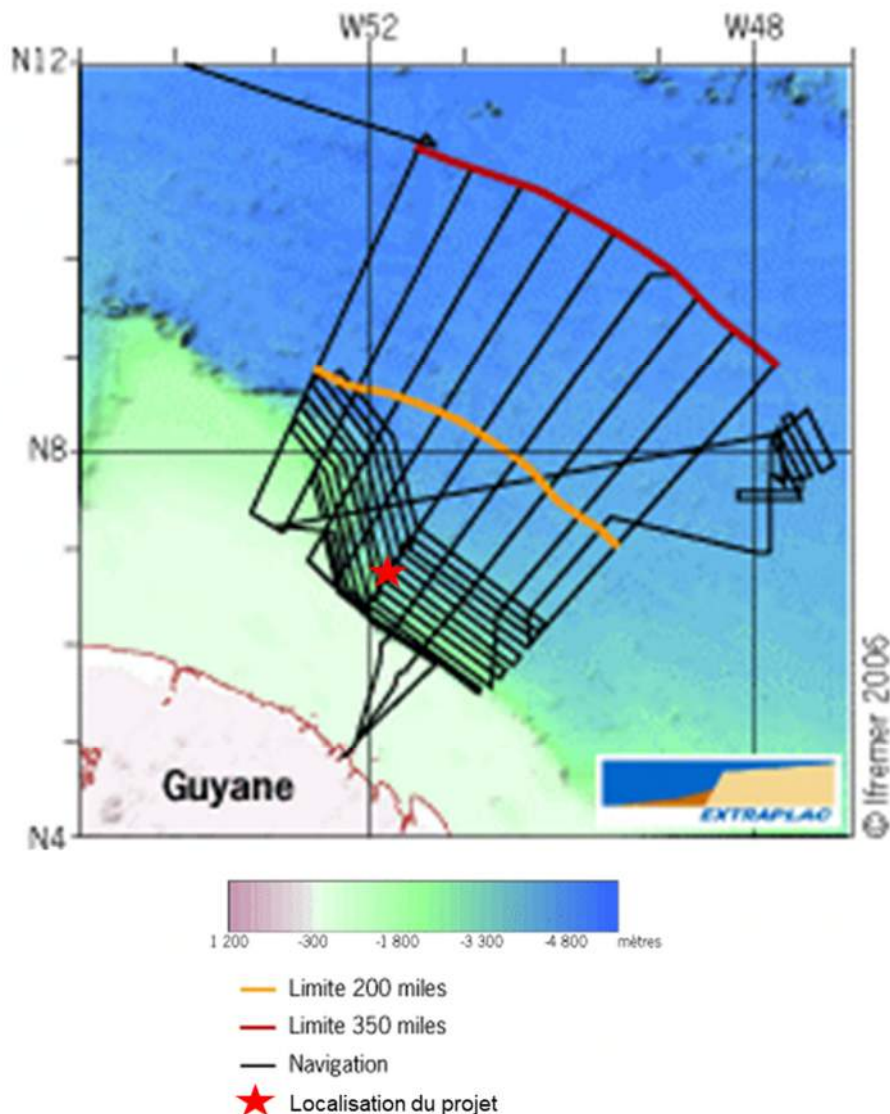 W52 W48
N12
N8
N4
Guyane
EXTRAPLAC
© Ifremer 2006
1 200 -300 -1 800 -3 300 -4 800 mètres
Limite 200 miles
Limite 350 miles
Navigation
Localisation du projet